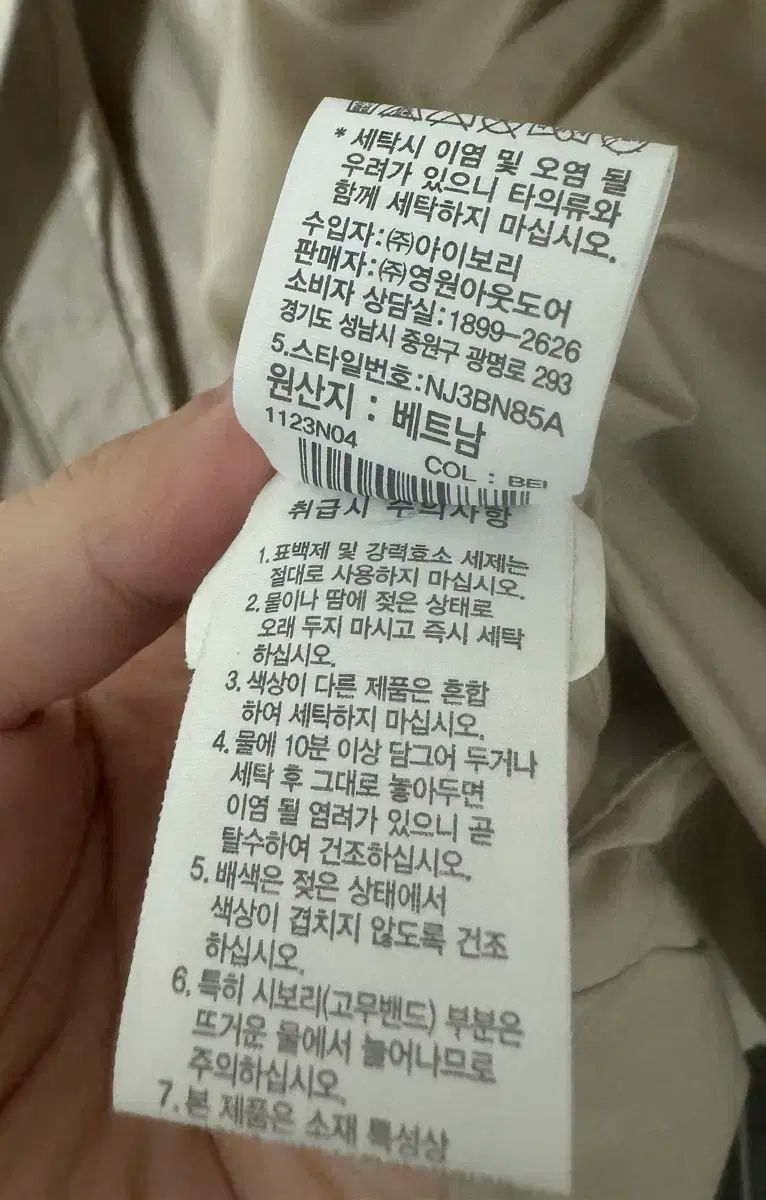 * 세탁시 이염 및 오염 될
우려가 있으니 타의류와
함께 세탁하지 마십시오.
수입자:㈜아이보리
판매자:㈜영원아웃도어
소비자 상담실:1899-2626
경기도 성남시 중원구 광명로 293
5.스타일번호:NJ3BN85A
원산지 : 베트남
1123N04
COL : BEI
취급시 주의사항
1. 표백제 및 강력효소 세제는
절대로 사용하지 마십시오.
2. 물이나 땀에 젖은 상태로
오래 두지 마시고 즉시 세탁
하십시오.
3. 색상이 다른 제품은 혼합
하여 세탁하지 마십시오.
4. 물에 10분 이상 담그어 두거나
세탁 후 그대로 놓아두면
이염 될 염려가 있으니 곧
탈수하여 건조하십시오.
5. 배색은 젖은 상태에서
색상이 겹치지 않도록 건조
하십시오.
6. 특히 시보리(고무밴드) 부분은
뜨거운 물에서 늘어나므로
주의하십시오.
7. 본 제품은 소재 특성상